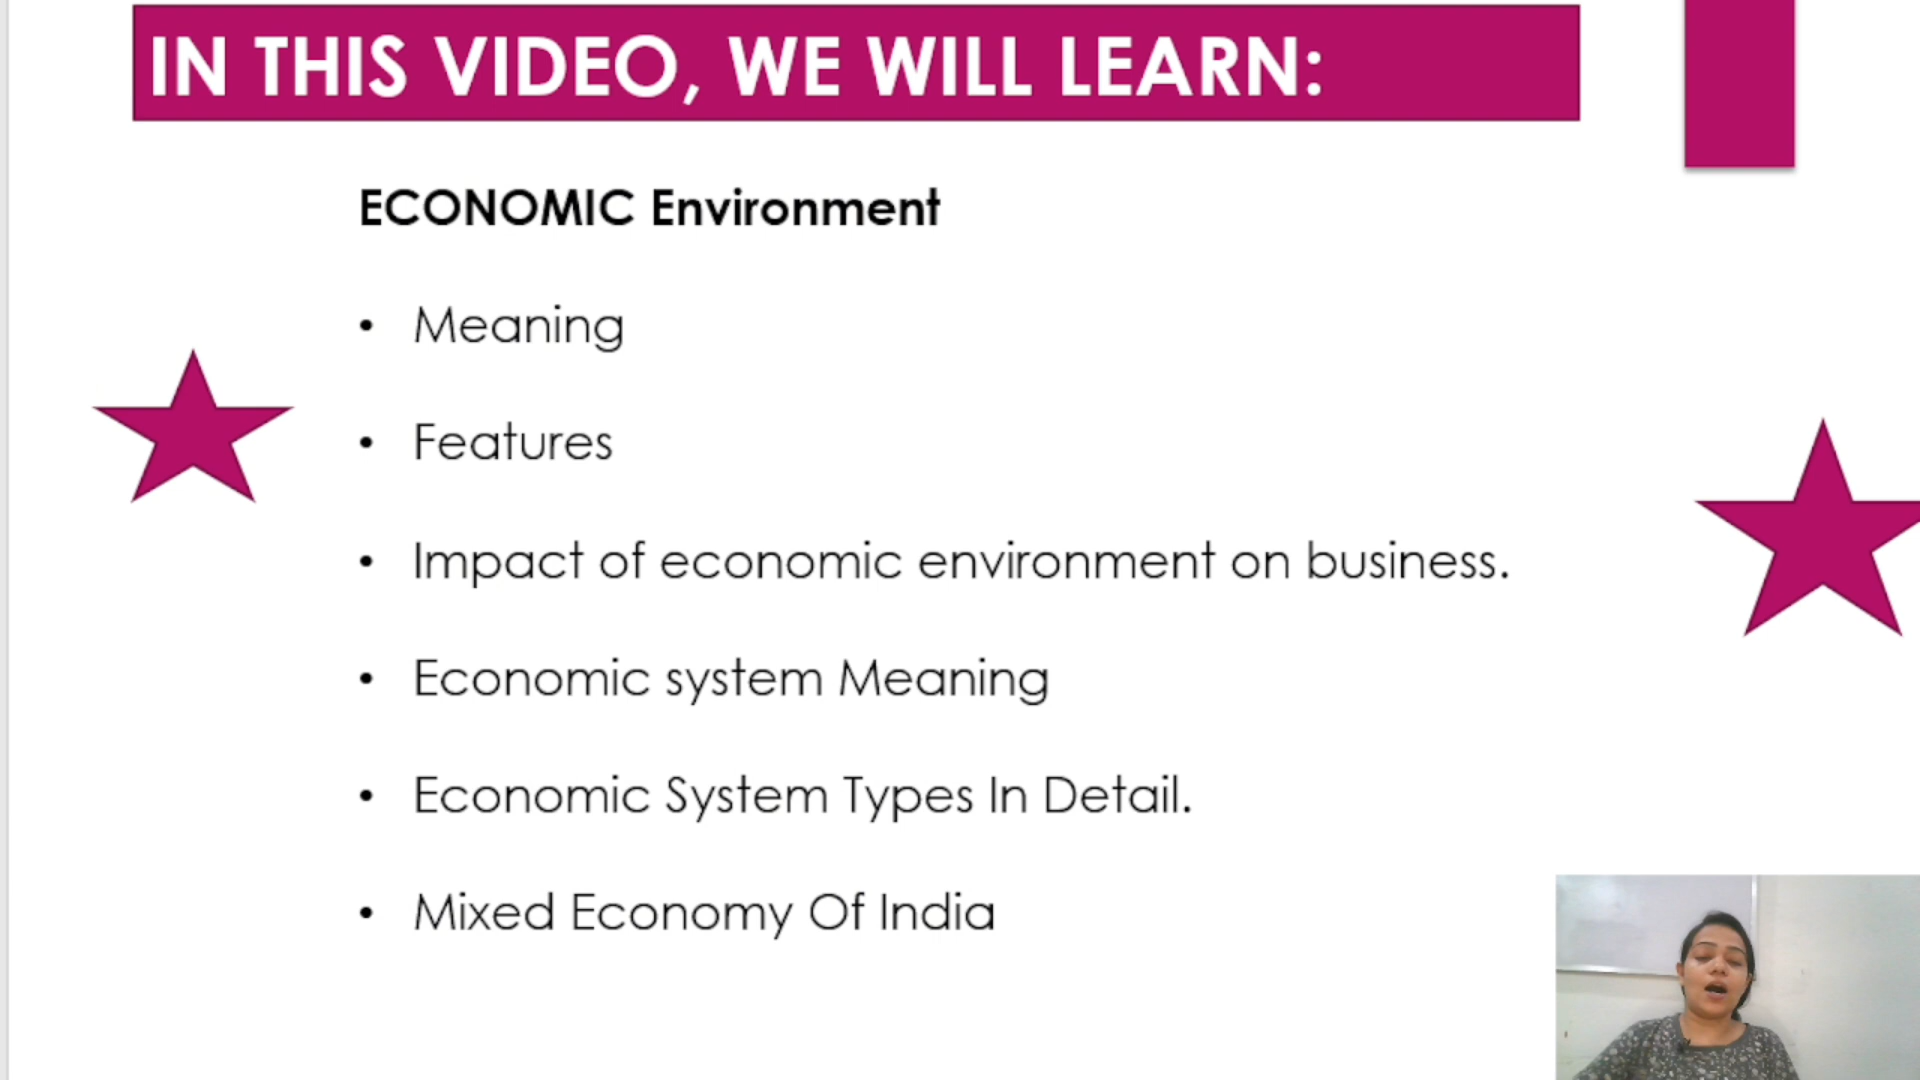 IN THIS VIDEO, WE WILL LEARN:
ECONOMIC Environment
• Meaning
• Features
• Impact of economic environment on business.
• Economic system Meaning
• Economic System Types In Detail.
• Mixed Economy Of India